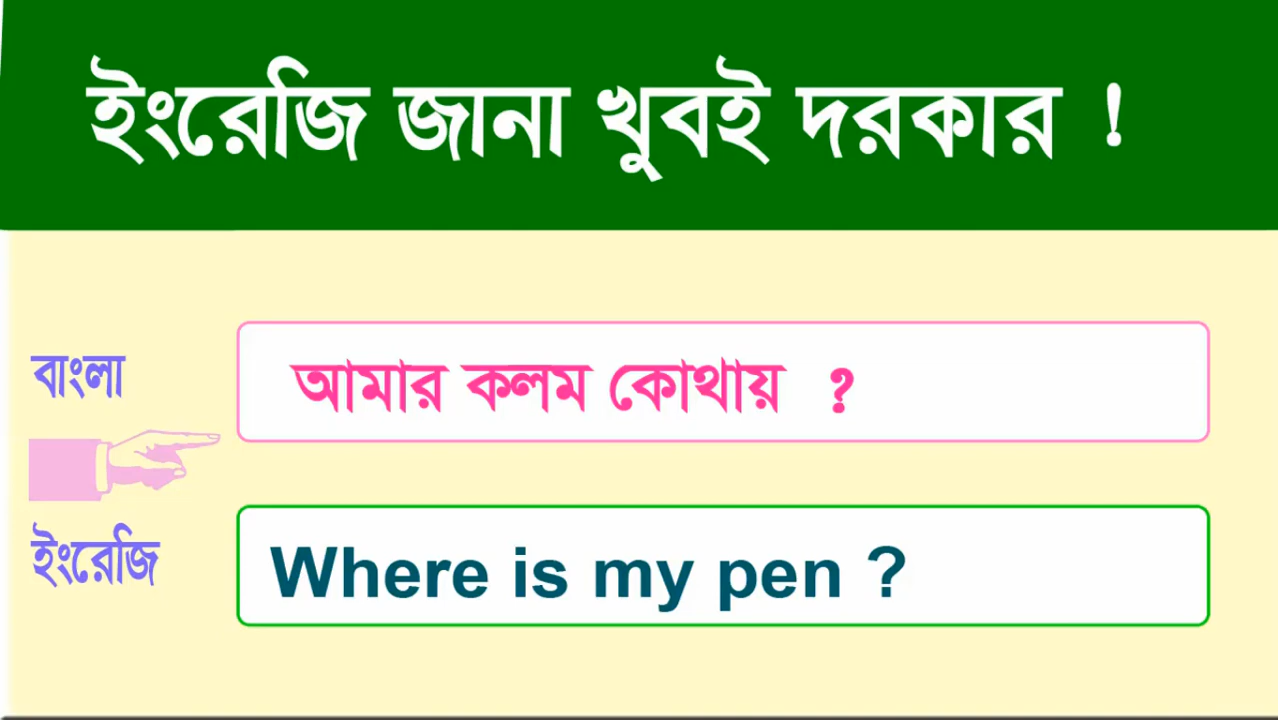 ইংরেজি জানা খুবই দরকার !
বাংলা
আমার কলম কোথায় ?
ইংরেজি
Where is my pen ?